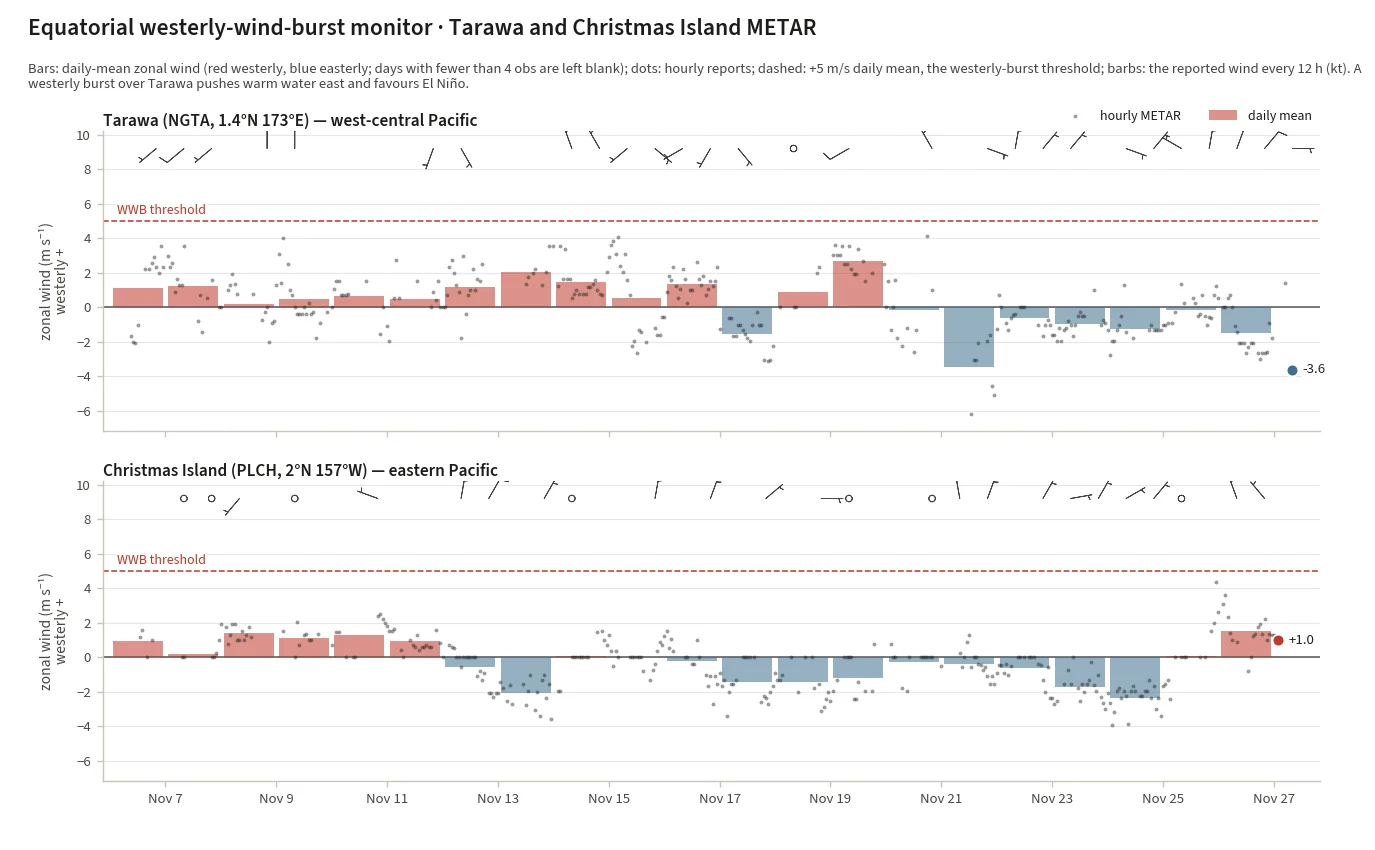 Equatorial westerly-wind-burst monitor · Tarawa and Christmas Island METAR
Bars: daily-mean zonal wind (red westerly, blue easterly; days with fewer than 4 obs are left blank); dots: hourly reports; dashed: +5 m/s daily mean, the westerly-burst threshold; barbs: the reported wind every 12 h (kt). A
westerly burst over Tarawa pushes warm water east and favours El Niño.
Tarawa (NGTA, 1.4°N 173°E) — west-central Pacific
hourly METAR
daily mean
10
8
6
4
2
0
−2
−4
−6
WWB threshold
zonal wind (m s⁻¹)
westerly +
-3.6
Christmas Island (PLCH, 2°N 157°W) — eastern Pacific
10
8
6
4
2
0
−2
−4
−6
WWB threshold
zonal wind (m s⁻¹)
westerly +
+1.0
Nov 7
Nov 9
Nov 11
Nov 13
Nov 15
Nov 17
Nov 19
Nov 21
Nov 23
Nov 25
Nov 27